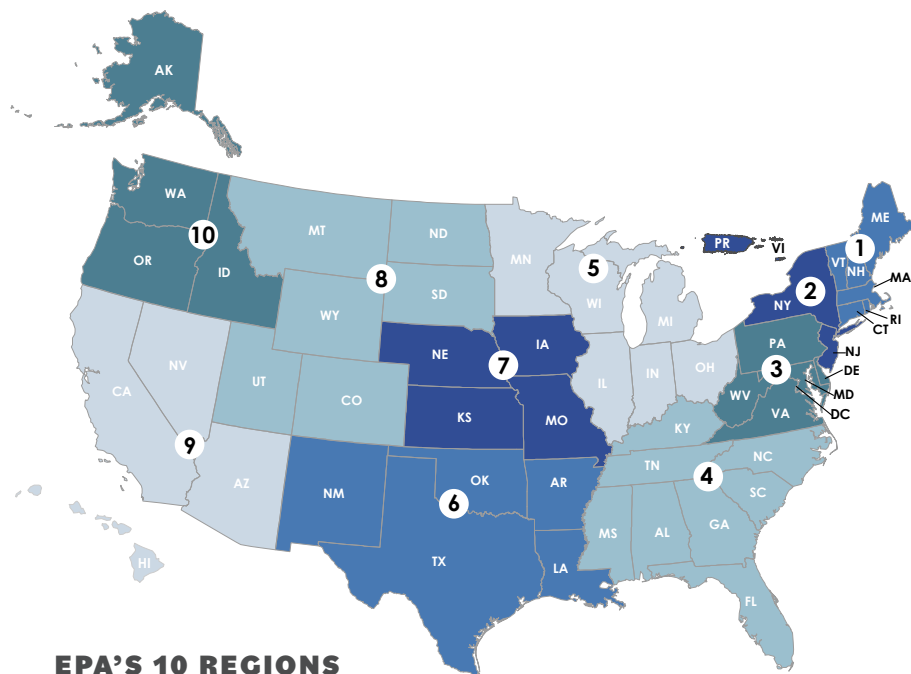 AK
WA
MT
ND
MN
ME
10
OR
ID
8
SD
WY
5
WI
MI
PR
VI
1
VT
NH
MA
2
NY
RI
CT
NV
CA
UT
CO
NE
IA
7
KS
MO
IL
IN
OH
PA
NJ
3
DE
WV
MD
VA
DC
KY
9
AZ
NM
OK
6
AR
TN
NC
4
SC
TX
LA
MS
AL
GA
FL
HI
EPA'S 10 REGIONS